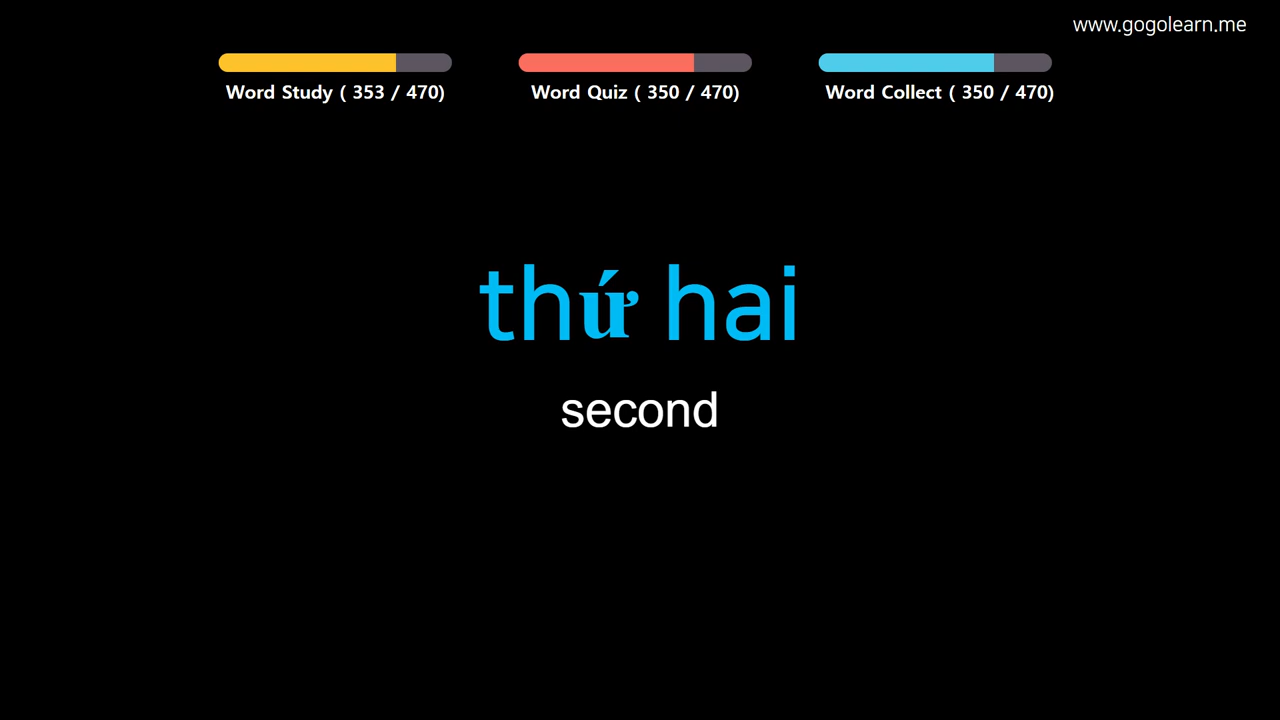 www.gogolearn.me
Word Study ( 353 / 470)
Word Quiz ( 350 / 470)
Word Collect ( 350 / 470)
thứ hai
second